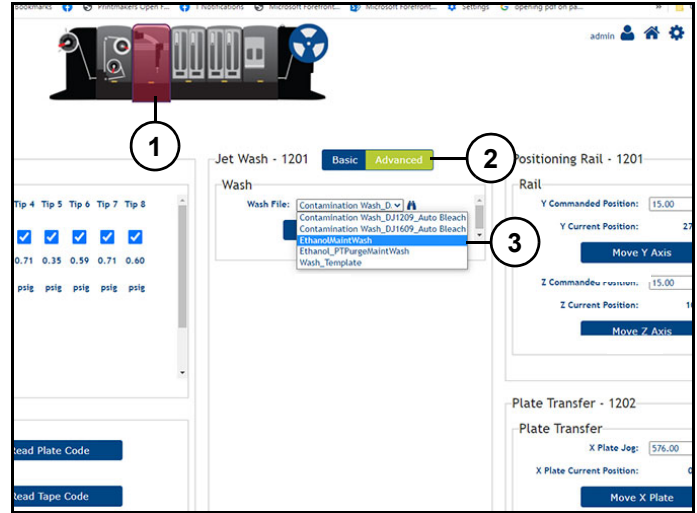 Bookmarks
Printmakers Open F...
Notifications
Microsoft Forefront...
Microsoft Forefront...
Settings
opening pdf on pa...
»
admin
1
2
3
Jet Wash - 1201 Basic Advanced
Wash
Wash File: Contamination Wash_D.
Contamination Wash_DJ1209_Auto Bleach
Contamination Wash_DJ1609_Auto Bleach
EthanolMaintWash
Ethanol_PTPurgeMaintWash
Wash_Template
Tip 4 Tip 5 Tip 6 Tip 7 Tip 8
0.71 0.35 0.59 0.71 0.60
psig psig psig psig psig
Read Plate Code
Read Tape Code
Positioning Rail - 1201
Rail
Y Commanded Position: 15.00
Y Current Position: 27
Move Y Axis
Z Commanded Position: 15.00
Z Current Position:
Move Z Axis
Plate Transfer - 1202
Plate Transfer
X Plate Jog: 576.00
X Plate Current Position: 0
Move X Plate